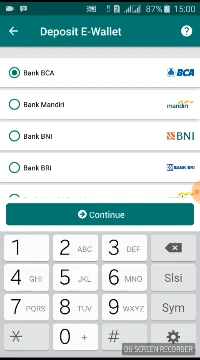 87% 15:00
Deposit E-Wallet
Bank BCA BCA
Bank Mandiri mandiri
Bank BNI BNI
Bank BRI BANK BRI
Continue
1 2 ABC 3 DEF
4 GHI 5 JKL 6 MNO Slsi
7 PQRS 8 TUV 9 WXYZ Sym
* 0 + #
DU SCREEN RECORDER